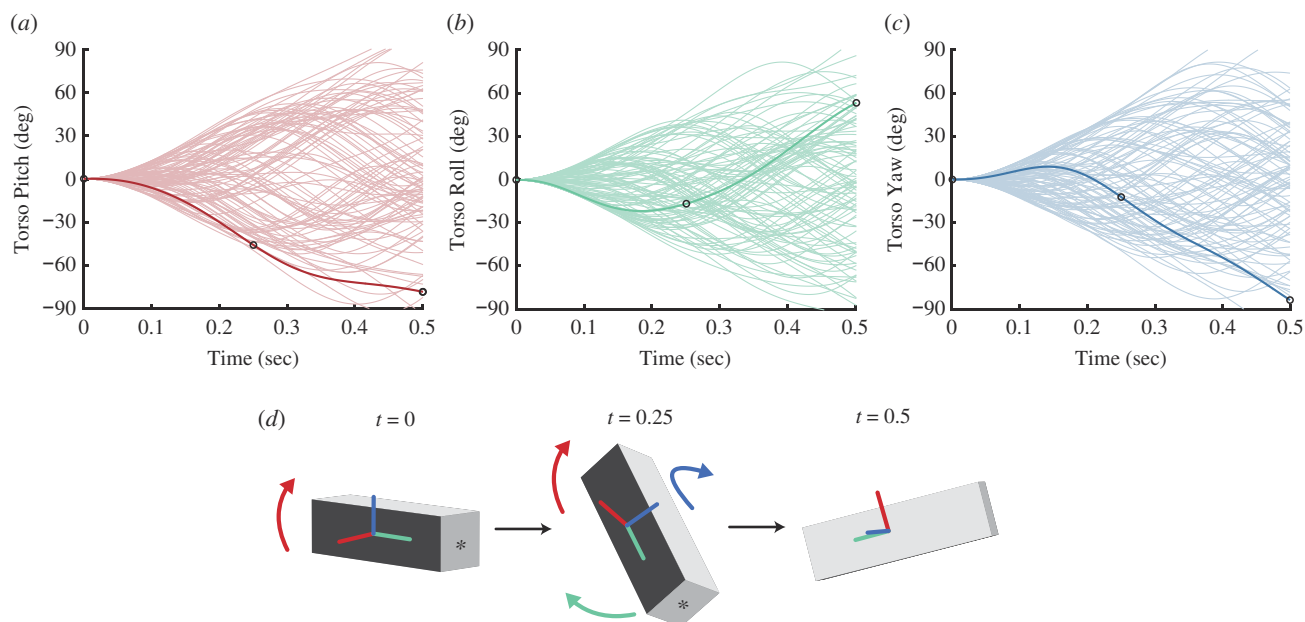 (a)
90
60
30
0
−30
−60
−90
Torso Pitch (deg)
0 0.1 0.2 0.3 0.4 0.5
Time (sec)
(b)
90
60
30
0
−30
−60
−90
Torso Roll (deg)
0 0.1 0.2 0.3 0.4 0.5
Time (sec)
(c)
90
60
30
0
−30
−60
−90
Torso Yaw (deg)
0 0.1 0.2 0.3 0.4 0.5
Time (sec)
(d)
t = 0
t = 0.25
t = 0.5
*
*